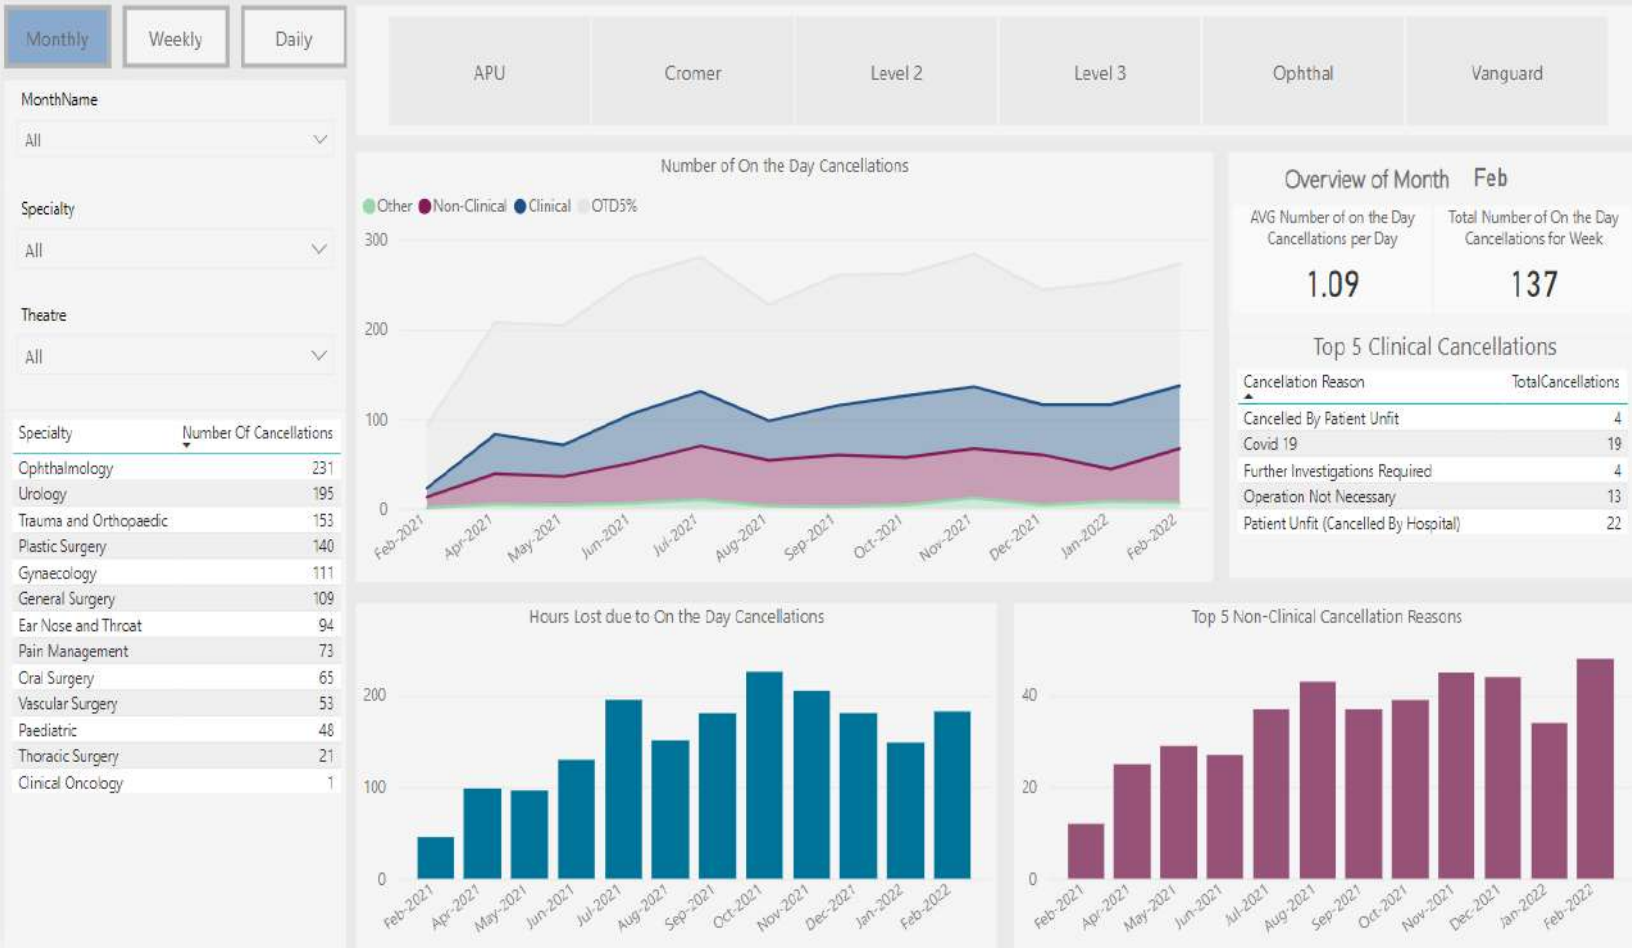 Monthly
Weekly
Daily
MonthName
All
Specialty
All
Theatre
All
Specialty Number Of Cancellations
Ophthalmology 231
Urology 195
Trauma and Orthopaedic 153
Plastic Surgery 140
Gynaecology 111
General Surgery 109
Ear Nose and Throat 94
Pain Management 73
Oral Surgery 65
Vascular Surgery 53
Paediatric 48
Thoracic Surgery 21
Clinical Oncology 1
APU
Cromer
Level 2
Level 3
Ophthal
Vanguard
Number of On the Day Cancellations
Other Non-Clinical Clinical OTD5%
300
200
100
0
Feb-2021
Apr-2021
May-2021
Jun-2021
Jul-2021
Aug-2021
Sep-2021
Oct-2021
Nov-2021
Dec-2021
Jan-2022
Feb-2022
Overview of Month Feb
AVG Number of on the Day
Cancellations per Day
1.09
Total Number of On the Day
Cancellations for Week
137
Top 5 Clinical Cancellations
Cancellation Reason TotalCancellations
Cancelled By Patient Unfit 4
Covid 19 19
Further Investigations Required 4
Operation Not Necessary 13
Patient Unfit (Cancelled By Hospital) 22
Hours Lost due to On the Day Cancellations
200
100
0
Feb-2021
Apr-2021
May-2021
Jun-2021
Jul-2021
Aug-2021
Sep-2021
Oct-2021
Nov-2021
Dec-2021
Jan-2022
Feb-2022
Top 5 Non-Clinical Cancellation Reasons
40
20
0
Feb-2021
Apr-2021
May-2021
Jun-2021
Jul-2021
Aug-2021
Sep-2021
Oct-2021
Nov-2021
Dec-2021
Jan-2022
Feb-2022